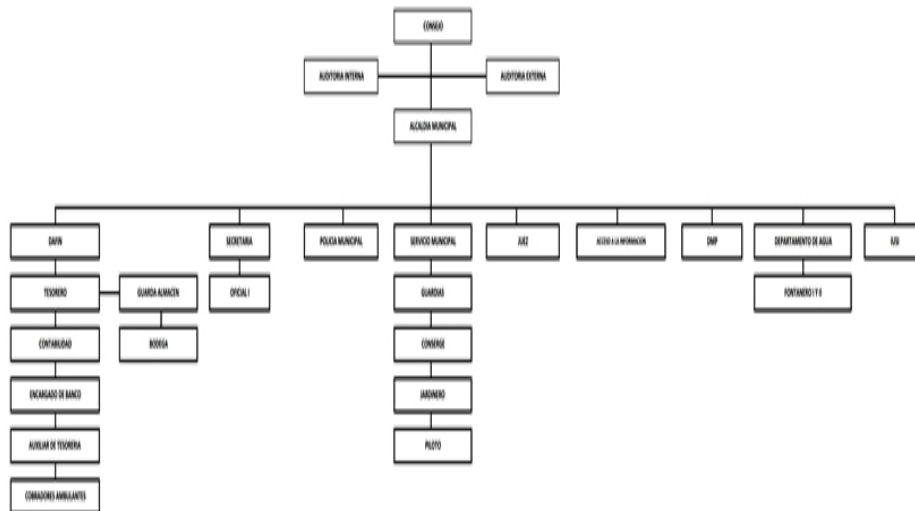 CONSEJO
AUDITORIA INTERNA
AUDITORIA EXTERNA
ALCALDIA MUNICIPAL
DAFIN
SECRETARIA
POLICIA MUNICIPAL
SERVICIO MUNICIPAL
JUEZ
ACCESO A LA INFORMACION
DMP
DEPARTAMENTO DE AGUA
IUSI
TESORERO
GUARDA ALMACEN
OFICIAL I
GUARDIAS
FONTANERO I Y II
CONTABILIDAD
BODEGA
CONSERGE
ENCARGADO DE BANCO
JARDINERO
AUXILIAR DE TESORERIA
PILOTO
COBRADORES AMBULANTES